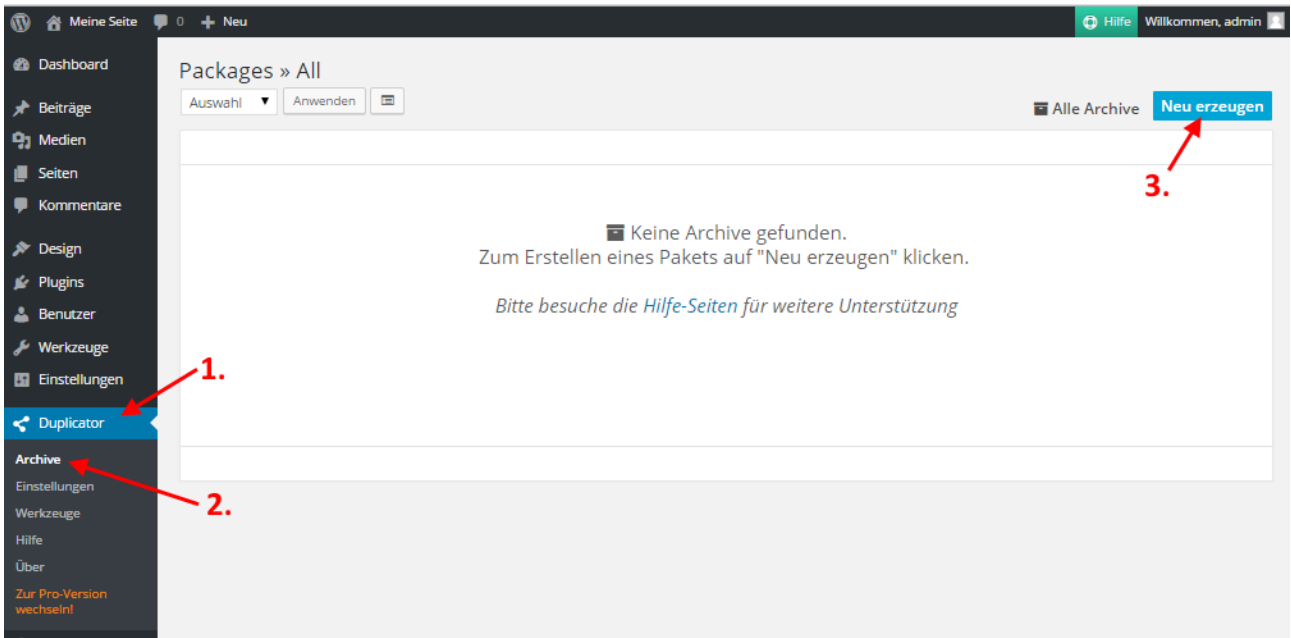 Meine Seite 0 Neu Hilfe Willkommen, admin
Dashboard
Beiträge
Medien
Seiten
Kommentare
Design
Plugins
Benutzer
Werkzeuge
Einstellungen
Duplicator
Archive
Einstellungen
Werkzeuge
Hilfe
Über
Zur Pro-Version
wechseln!
Packages » All
Auswahl Anwenden
Alle Archive Neu erzeugen
3.
Keine Archive gefunden.
Zum Erstellen eines Pakets auf "Neu erzeugen" klicken.
Bitte besuche die Hilfe-Seiten für weitere Unterstützung
1.
2.